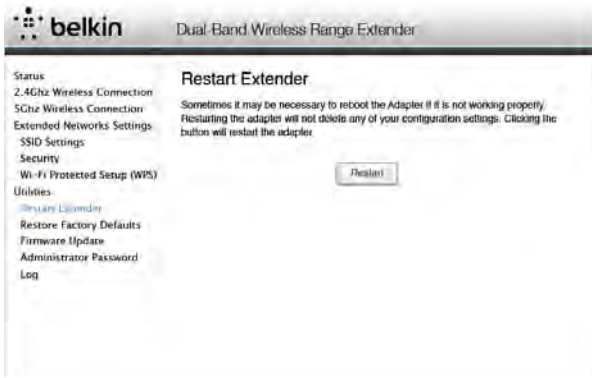 belkin
Dual-Band Wireless Range Extender
Status
2.4Ghz Wireless Connection
5Ghz Wireless Connection
Extended Networks Settings
SSID Settings
Security
Wi-Fi Protected Setup (WPS)
Utilities
Restart Extender
Restore Factory Defaults
Firmware Update
Administrator Password
Log
Restart Extender
Sometimes it may be necessary to reboot the Adapter if it is not working properly.
Restarting the adapter will not delete any of your configuration settings. Clicking the
button will restart the adapter
Restart